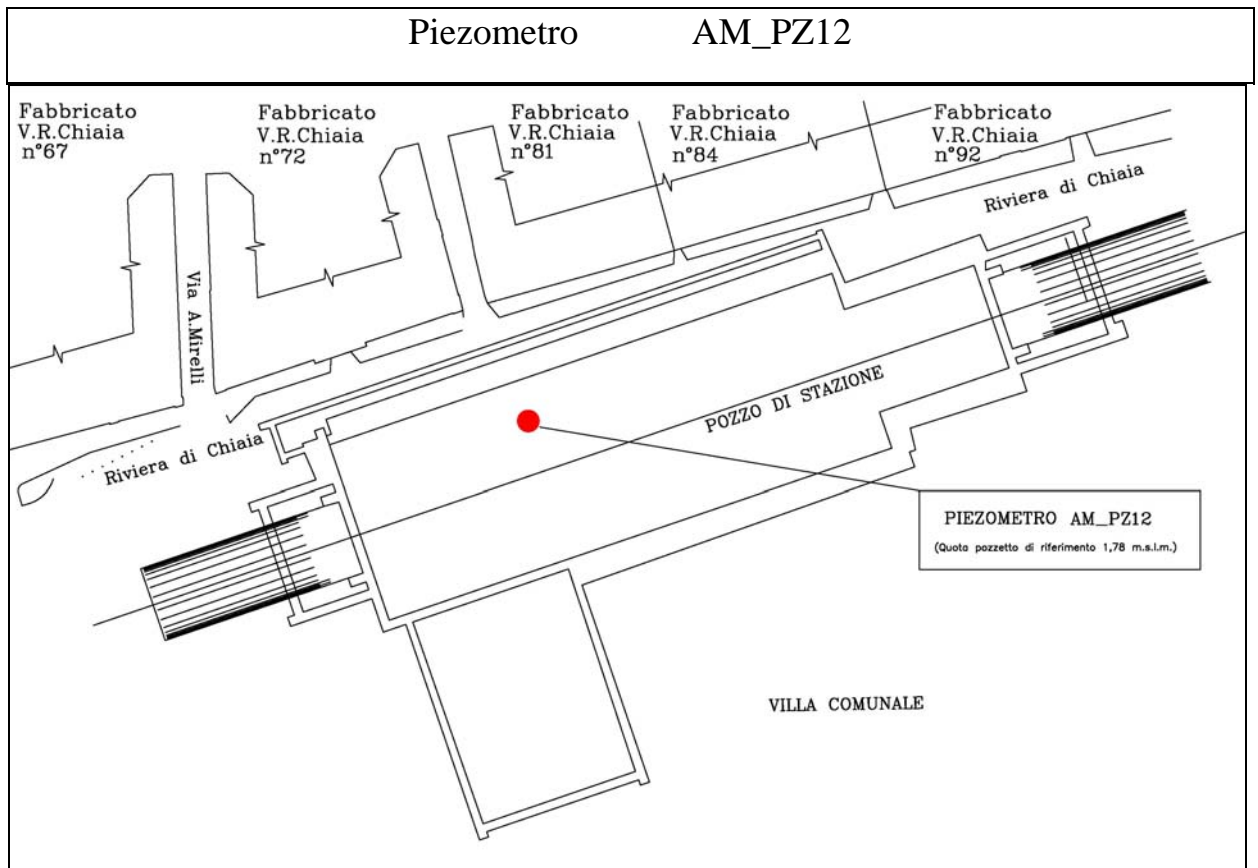 Piezometro AM_PZ12
Fabbricato
V.R.Chiaia
n°67
Fabbricato
V.R.Chiaia
n°72
Fabbricato
V.R.Chiaia
n°81
Fabbricato
V.R.Chiaia
n°84
Fabbricato
V.R.Chiaia
n°92
Riviera di Chiaia
Via A.Mirelli
POZZO DI STAZIONE
Riviera di Chiaia
PIEZOMETRO AM_PZ12
(Quota pozzetto di riferimento 1,78 m.s.l.m.)
VILLA COMUNALE